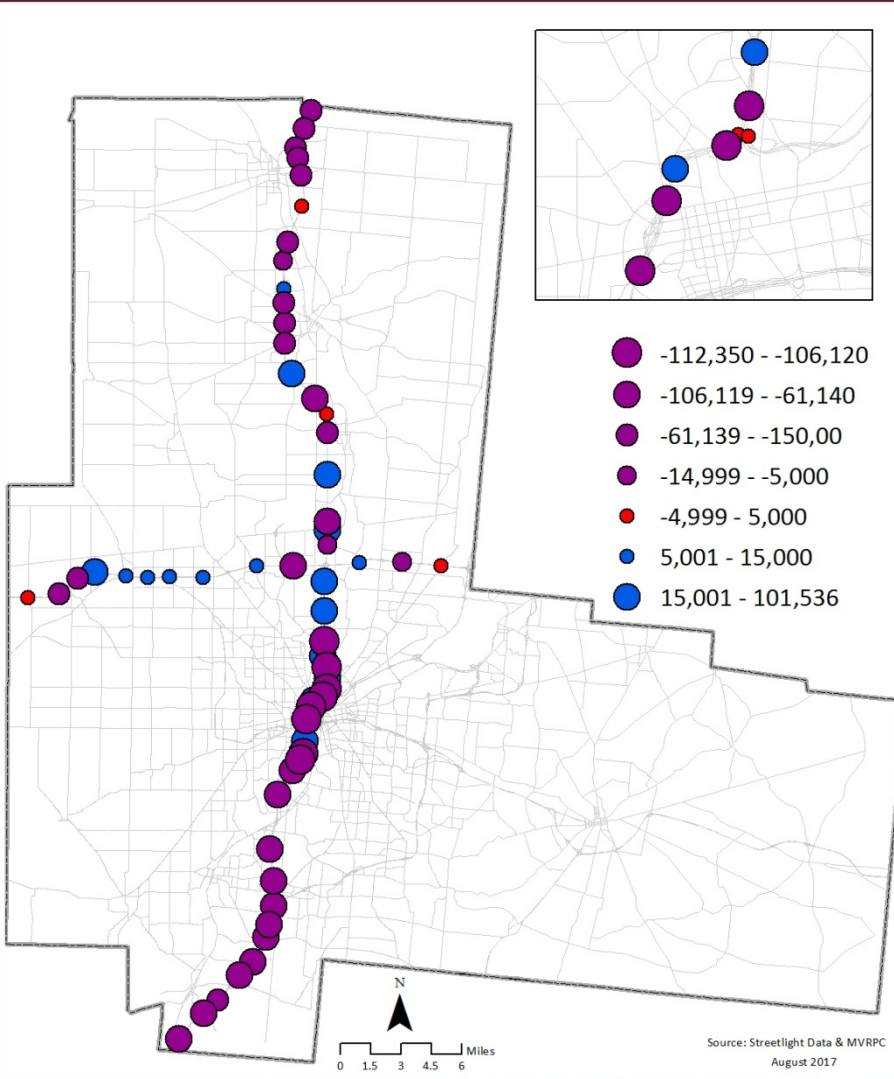 -112,350 - -106,120
-106,119 - -61,140
-61,139 - -150,00
-14,999 - -5,000
-4,999 - 5,000
5,001 - 15,000
15,001 - 101,536
N
Miles
0 1.5 3 4.5 6
Source: Streetlight Data & MVRPC
August 2017